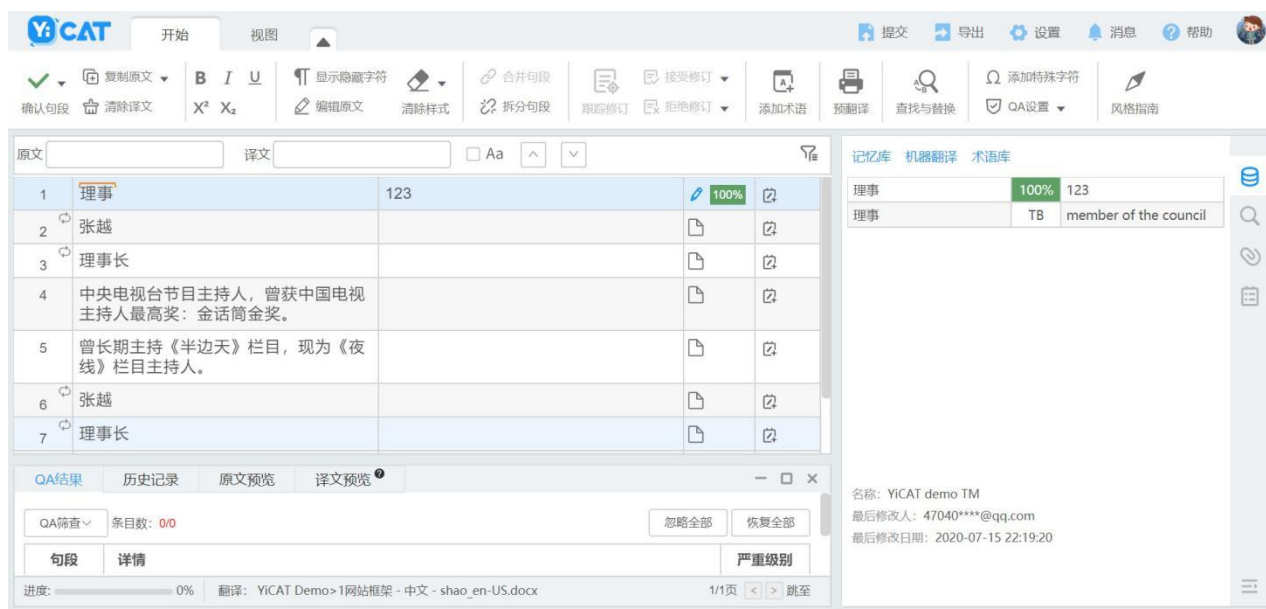 YiCAT 开始 视图 提交 导出 设置 消息 帮助
确认句段 复制原文 清除译文 B I U X² X₂ 显示隐藏字符 编辑原文 清除样式 合并句段 拆分句段 跟踪修订 接受修订 拒绝修订 添加术语 预翻译 查找与替换 添加特殊字符 QA设置 风格指南
原文 译文 Aa
1 理事 123 100%
2 张越
3 理事长
4 中央电视台节目主持人，曾获中国电视
主持人最高奖：金话筒金奖。
5 曾长期主持《半边天》栏目，现为《夜
线》栏目主持人。
6 张越
7 理事长
QA结果 历史记录 原文预览 译文预览
QA筛查 条目数：0/0 忽略全部 恢复全部
句段 详情 严重级别
进度： 0% 翻译： YiCAT Demo>1网站框架 - 中文 - shao_en-US.docx 1/1页 < > 跳至
记忆库 机器翻译 术语库
理事 100% 123
理事 TB member of the council
名称： YiCAT demo TM
最后修改人： 47040****@qq.com
最后修改日期： 2020-07-15 22:19:20